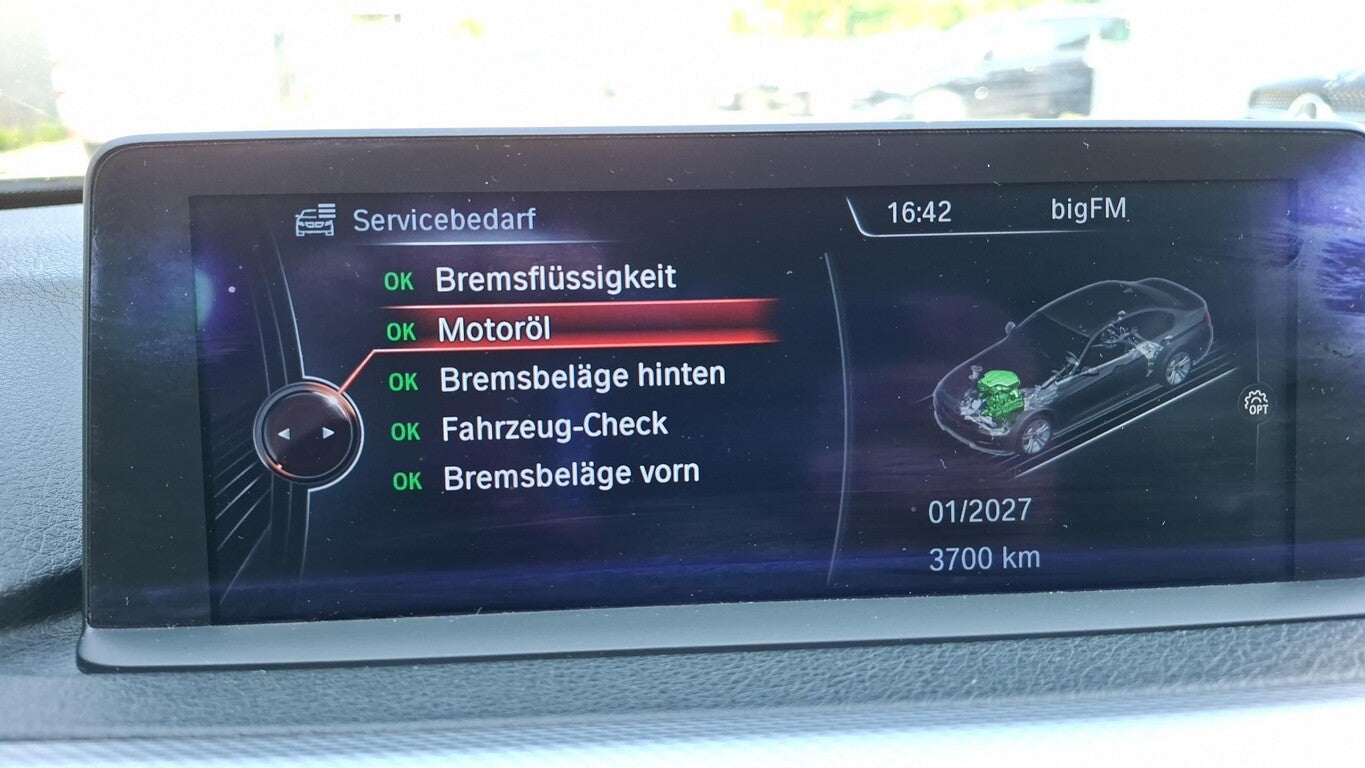 Servicebedarf
16:42
bigFM
OK Bremsflüssigkeit
OK Motoröl
OK Bremsbeläge hinten
OK Fahrzeug-Check
OK Bremsbeläge vorn
OPT
01/2027
3700 km